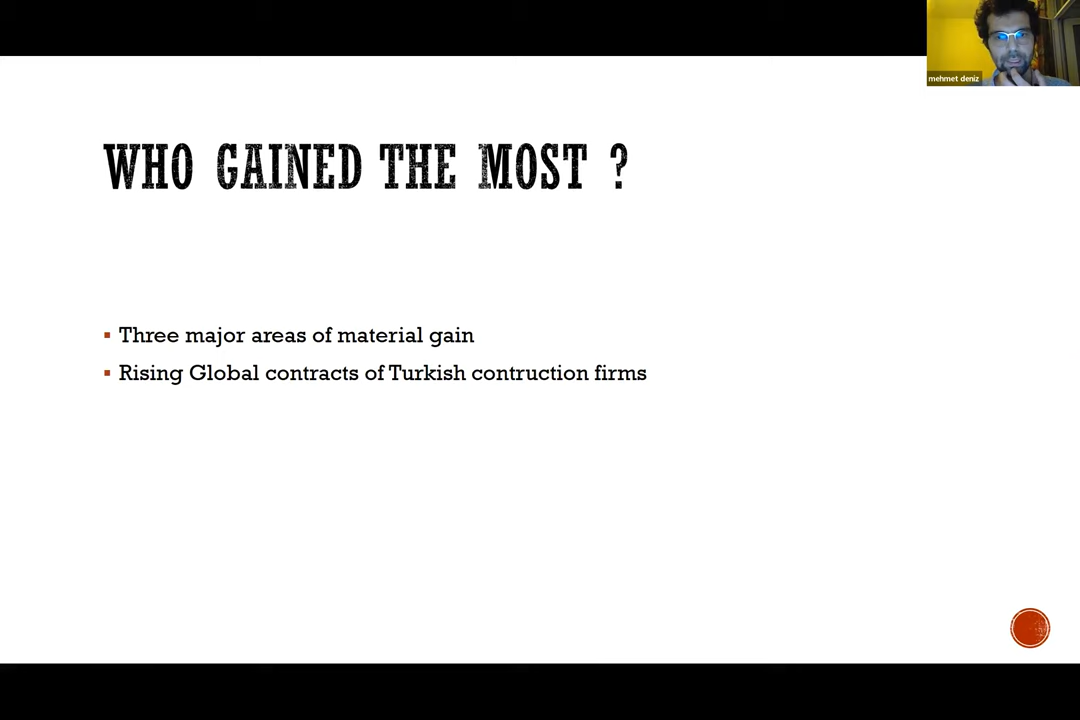 mehmet deniz
WHO GAINED THE MOST ?
Three major areas of material gain
Rising Global contracts of Turkish contruction firms